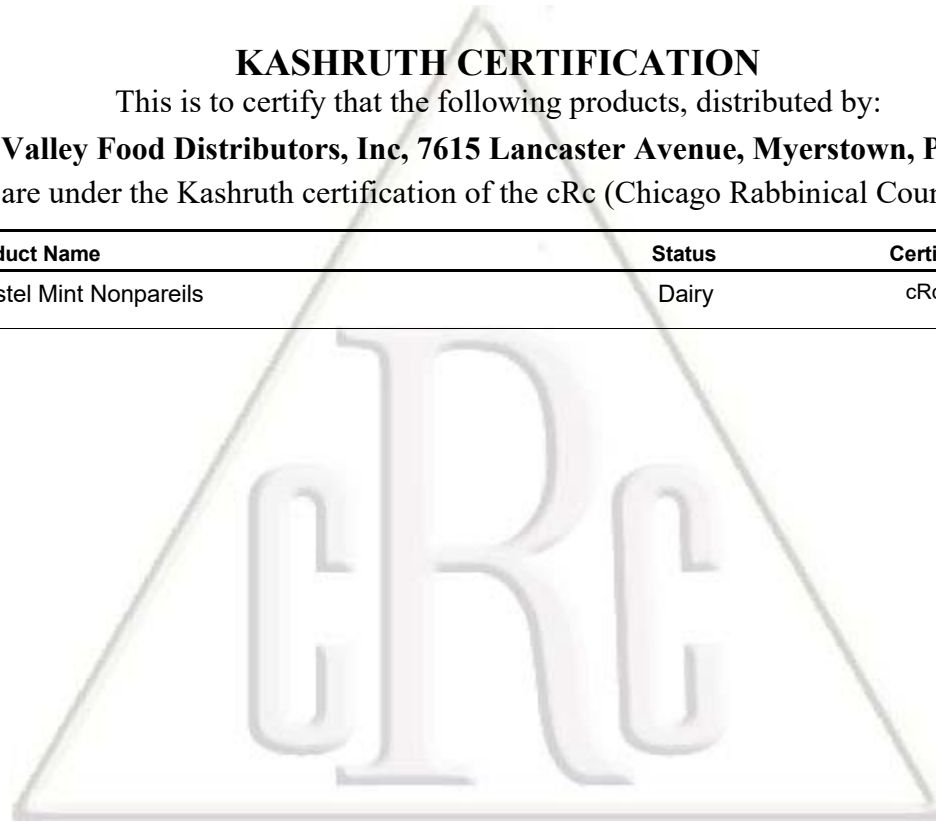 KASHRUTH CERTIFICATION
This is to certify that the following products, distributed by:
Valley Food Distributors, Inc, 7615 Lancaster Avenue, Myerstown, P
are under the Kashruth certification of the cRc (Chicago Rabbinical Coun
duct Name Status Certi
stel Mint Nonpareils Dairy cRc
cRc